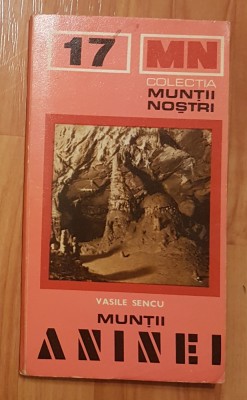 17 MN
COLECȚIA
MUNȚII
NOȘTRI
VASILE SENCU
MUNȚII
ANINEI